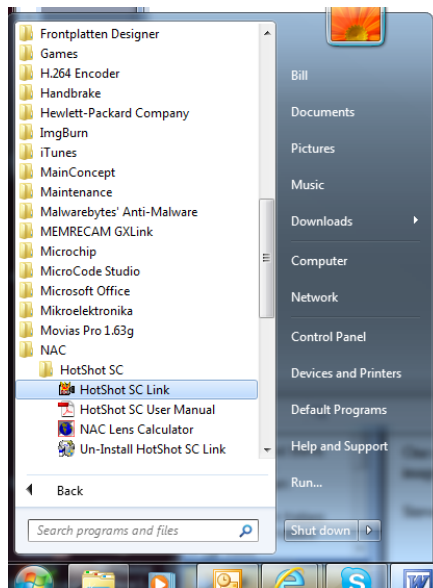 Frontplatten Designer
Games
H.264 Encoder
Handbrake
Hewlett-Packard Company
ImgBurn
iTunes
MainConcept
Maintenance
Malwarebytes' Anti-Malware
MEMRECAM GXLink
Microchip
MicroCode Studio
Microsoft Office
Mikroelektronika
Movias Pro 1.63g
NAC
HotShot SC
HotShot SC Link
HotShot SC User Manual
NAC Lens Calculator
Un-Install HotShot SC Link
Back
Search programs and files
Bill
Documents
Pictures
Music
Downloads
Computer
Network
Control Panel
Devices and Printers
Default Programs
Help and Support
Run...
Shut down